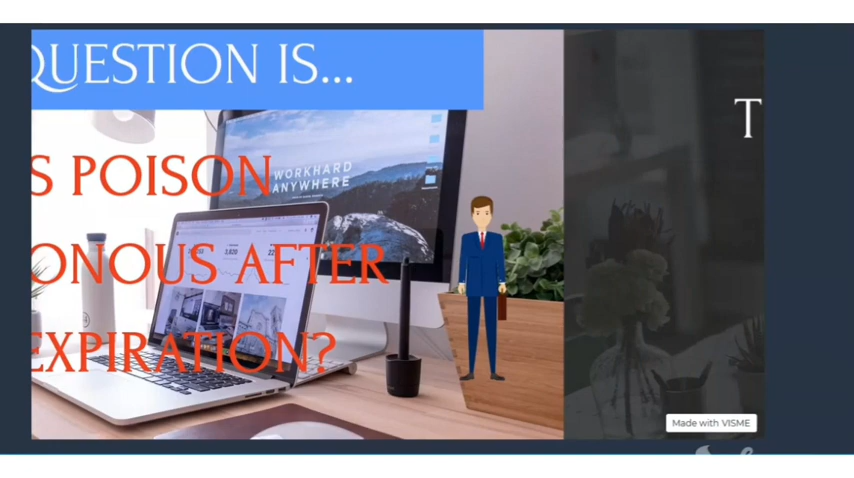 QUESTION IS...
S POISON
ONOUS AFTER
EXPIRATION?
WORKHARD
ANYWHERE
T
Made with VISME